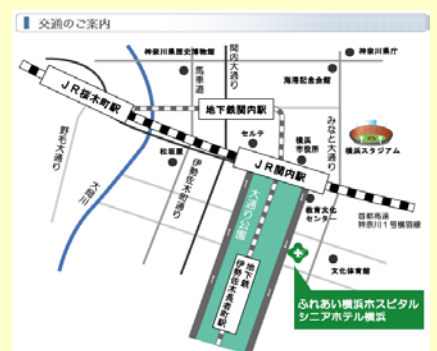 交通のご案内
神奈川県歴史博物館
関内大通り
神奈川県庁
馬車道
海港記念会館
JR桜木町駅
地下鉄関内駅
みなと大通り
セルテ
横浜
市役所
横浜スタジアム
野毛大通り
松坂屋
JR関内駅
大岡川
伊勢佐木町通り
大通り公園
教育文化
センター
首都高速
神奈川1号横羽線
地下鉄
伊勢佐木長者町駅
文化体育館
ふれあい横浜ホスピタル
シニアホテル横浜